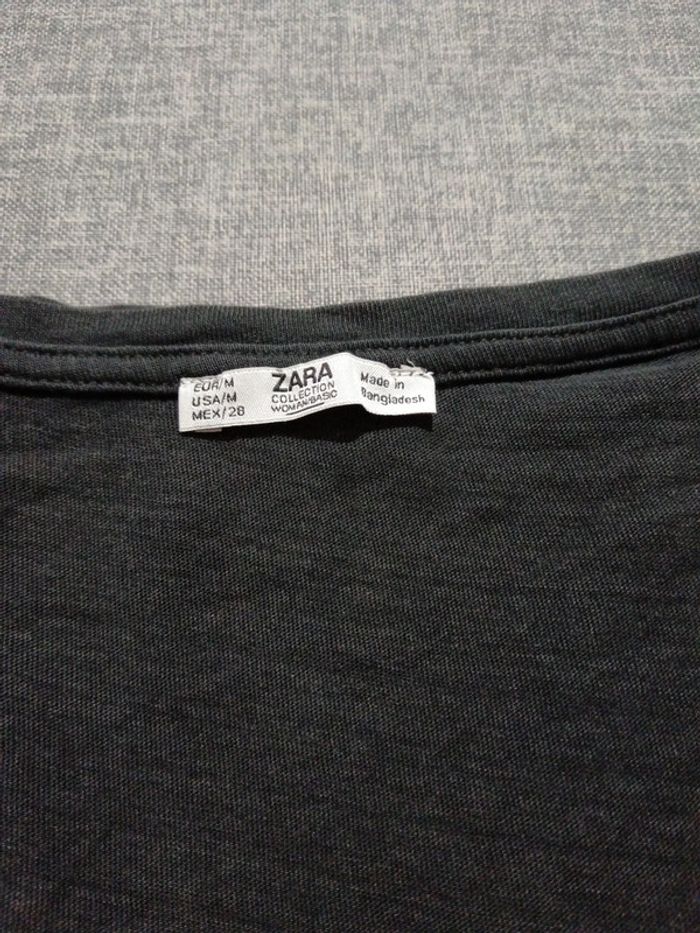 EUR/M
USA/M
MEX/28
ZARA
COLLECTION
WOMAN/BASIC
Made in
Bangladesh